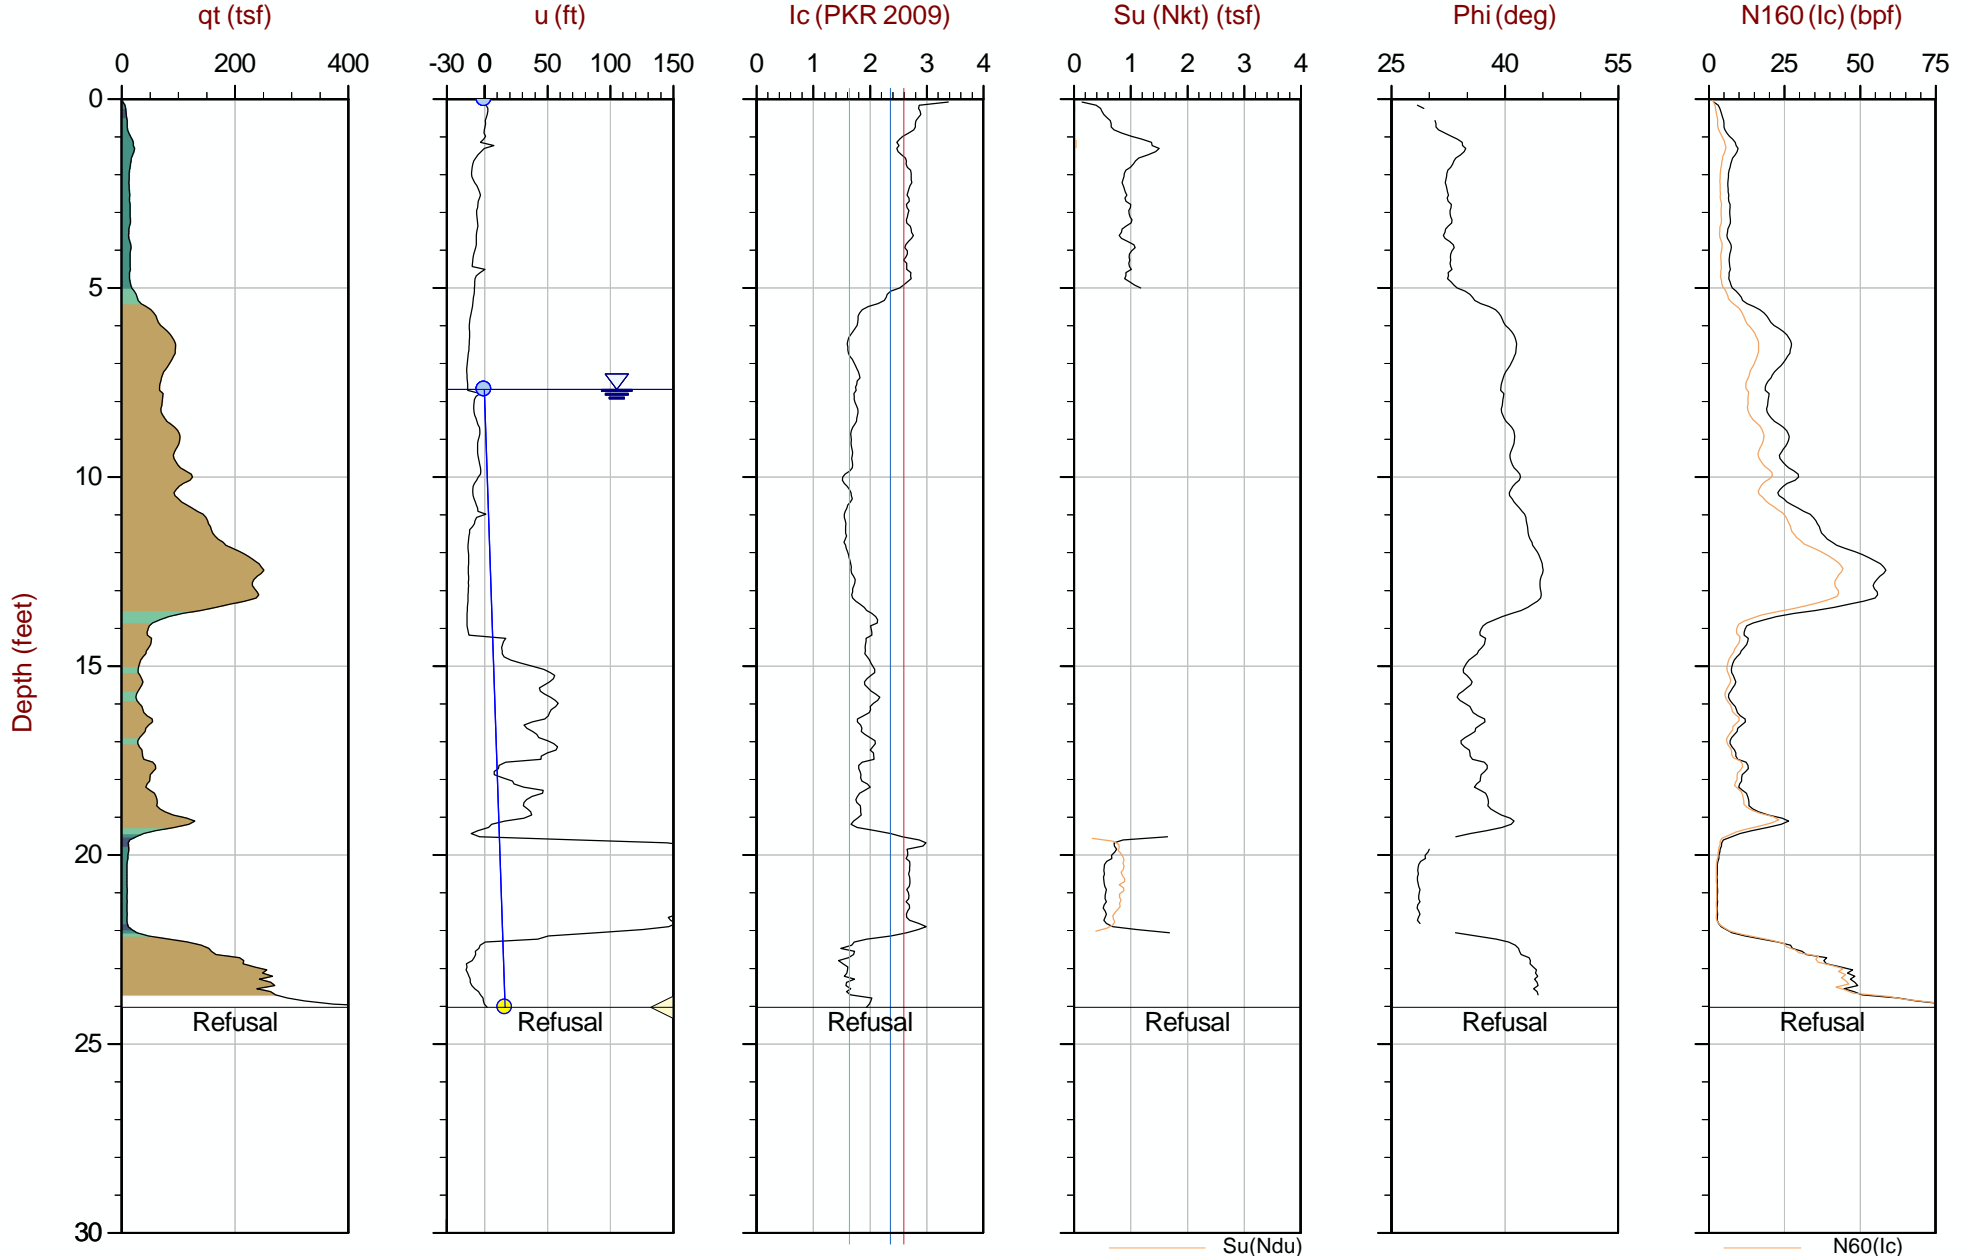 qt (tsf) u (ft) Ic (PKR 2009) Su (Nkt) (tsf) Phi (deg) N160 (Ic) (bpf)
0 200 400 -30 0 50 100 150 0 1 2 3 4 0 1 2 3 4 25 40 55 0 25 50 75
0
5
10
15
20
25
30
Depth (feet)
Refusal Refusal Refusal Refusal Refusal Refusal
Su(Ndu) N60(Ic)